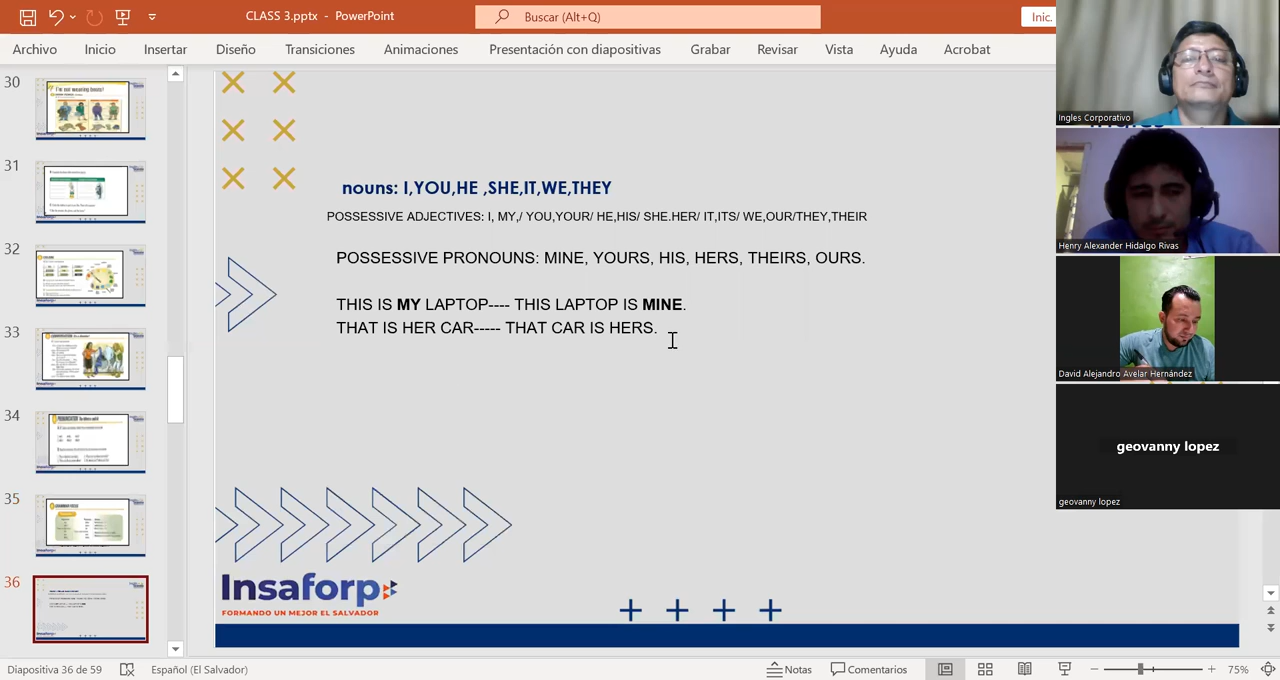 CLASS 3.pptx - PowerPoint
Buscar (Alt+Q)
Inic.
Archivo Inicio Insertar Diseño Transiciones Animaciones Presentación con diapositivas Grabar Revisar Vista Ayuda Acrobat
30
I'm not wearing boots!
31
32
33
34
35
36
nouns: I,YOU,HE ,SHE,IT,WE,THEY
POSSESSIVE ADJECTIVES: I, MY,/ YOU,YOUR/ HE,HIS/ SHE.HER/ IT,ITS/ WE,OUR/THEY,THEIR
POSSESSIVE PRONOUNS: MINE, YOURS, HIS, HERS, THEIRS, OURS.
THIS IS MY LAPTOP---- THIS LAPTOP IS MINE.
THAT IS HER CAR----- THAT CAR IS HERS.
Insaforp
FORMANDO UN MEJOR EL SALVADOR
Ingles Corporativo
Henry Alexander Hidalgo Rivas
David Alejandro Avelar Hernández
geovanny lopez
geovanny lopez
Diapositiva 36 de 59 Español (El Salvador) Notas Comentarios 75%